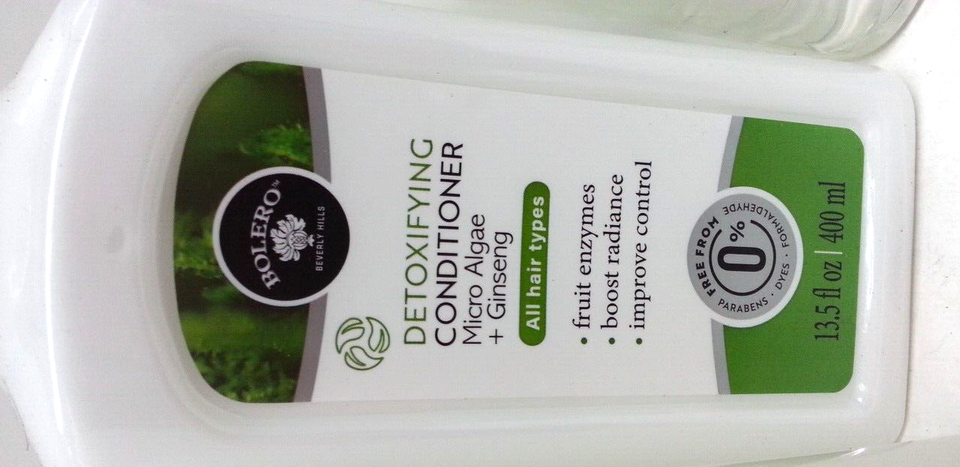 BOLERO™
BEVERLY HILLS
DETOXIFYING
CONDITIONER
Micro Algae
+ Ginseng
All hair types
• fruit enzymes
• boost radiance
• improve control
FREE FROM
0%
PARABENS · DYES · FORMALDEHYDE
13.5 fl oz | 400 ml